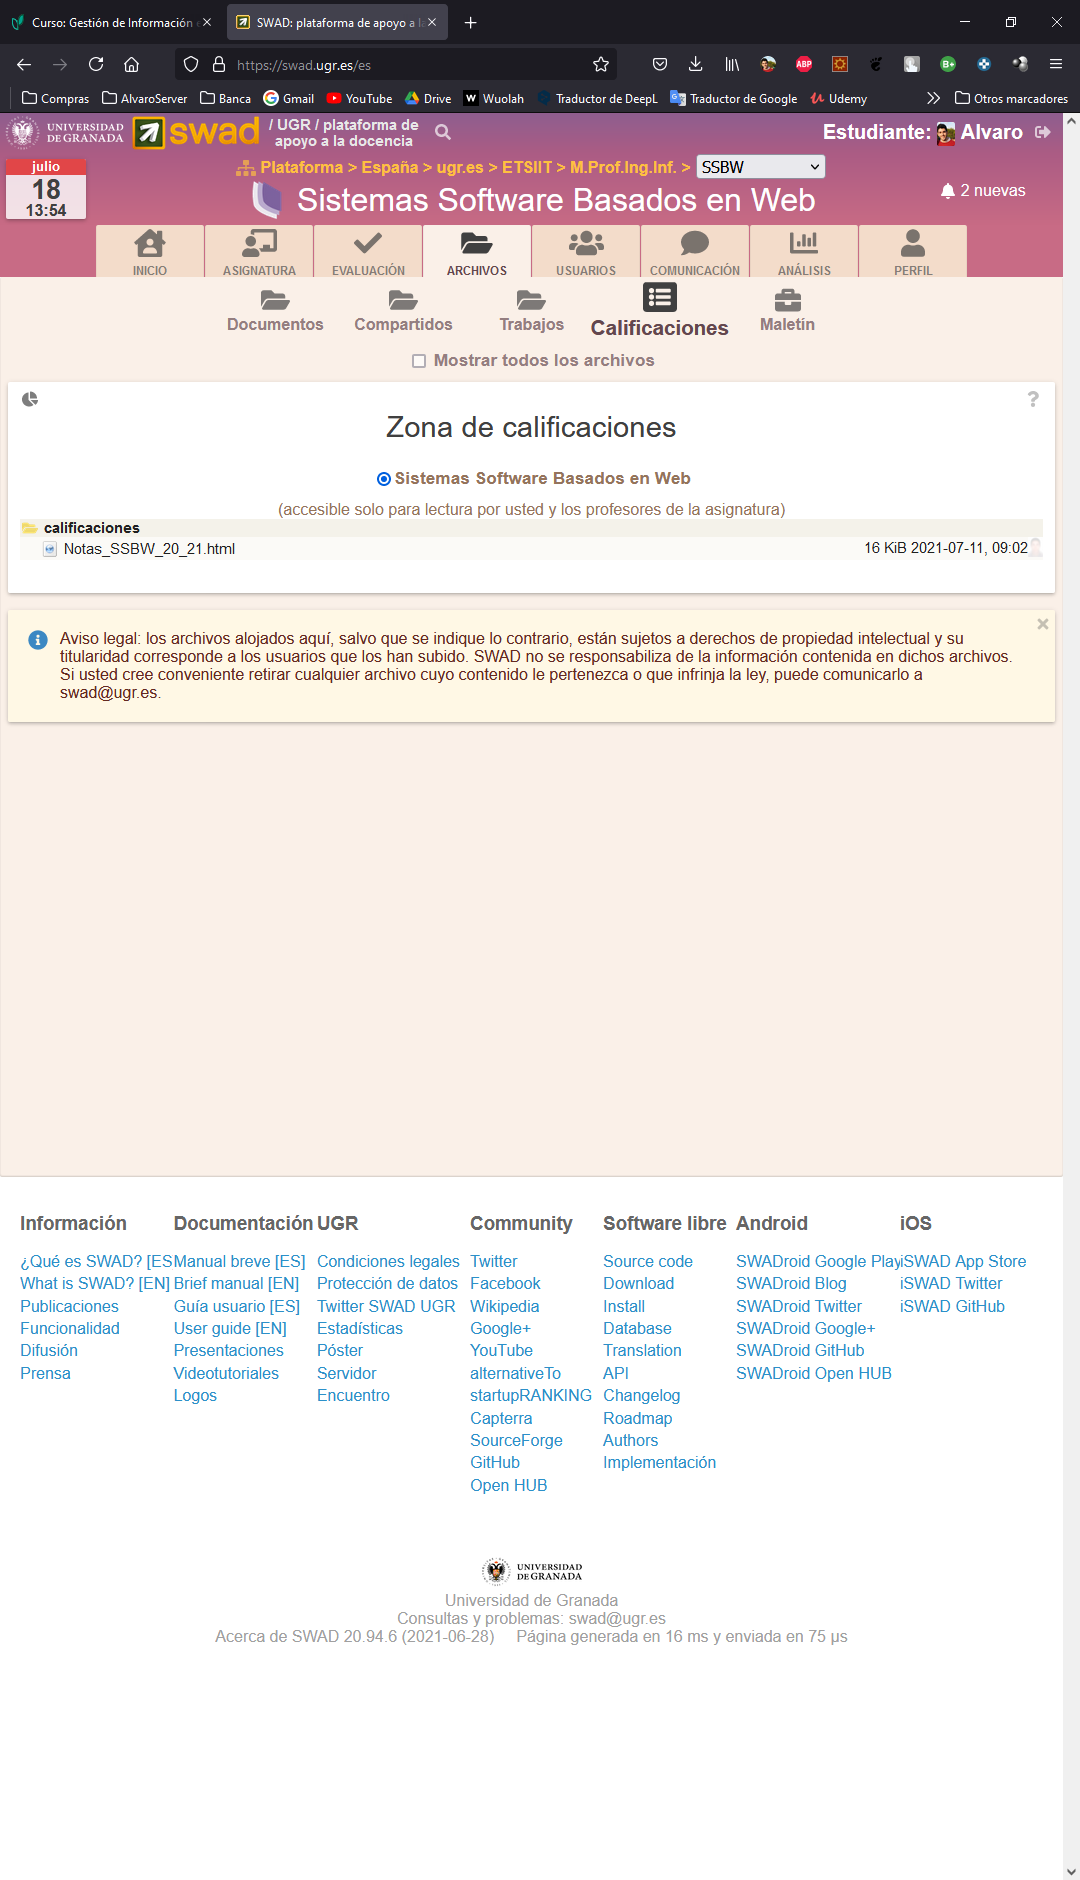 Curso: Gestión de Información
SWAD: plataforma de apoyo a l
https://swad.ugr.es/es
ABP
B+
Compras
AlvaroServer
Banca
Gmail
YouTube
Drive
Wuolah
Traductor de DeepL
Traductor de Google
Udemy
Otros marcadores
UNIVERSIDAD
DE GRANADA
swad
/ UGR / plataforma de
apoyo a la docencia
Estudiante: Alvaro
julio
18
13:54
Plataforma > España > ugr.es > ETSIIT > M.Prof.Ing.Inf. > SSBW
Sistemas Software Basados en Web
2 nuevas
INICIO
ASIGNATURA
EVALUACIÓN
ARCHIVOS
USUARIOS
COMUNICACIÓN
ANÁLISIS
PERFIL
Documentos
Compartidos
Trabajos
Calificaciones
Maletín
Mostrar todos los archivos
?
Zona de calificaciones
Sistemas Software Basados en Web
(accesible solo para lectura por usted y los profesores de la asignatura)
calificaciones
Notas_SSBW_20_21.html 16 KiB 2021-07-11, 09:02
Aviso legal: los archivos alojados aquí, salvo que se indique lo contrario, están sujetos a derechos de propiedad intelectual y su
titularidad corresponde a los usuarios que los han subido. SWAD no se responsabiliza de la información contenida en dichos archivos.
Si usted cree conveniente retirar cualquier archivo cuyo contenido le pertenezca o que infrinja la ley, puede comunicarlo a
swad@ugr.es.
Información
¿Qué es SWAD? [ES
What is SWAD? [EN]
Publicaciones
Funcionalidad
Difusión
Prensa
Documentación
Manual breve [ES]
Brief manual [EN]
Guía usuario [ES]
User guide [EN]
Presentaciones
Videotutoriales
Logos
UGR
Condiciones legales
Protección de datos
Twitter SWAD UGR
Estadísticas
Póster
Servidor
Encuentro
Community
Twitter
Facebook
Wikipedia
Google+
YouTube
alternativeTo
startupRANKING
Capterra
SourceForge
GitHub
Open HUB
Software libre
Source code
Download
Install
Database
Translation
API
Changelog
Roadmap
Authors
Implementación
Android
SWADroid Google Play
SWADroid Blog
SWADroid Twitter
SWADroid Google+
SWADroid GitHub
SWADroid Open HUB
iOS
iSWAD App Store
iSWAD Twitter
iSWAD GitHub
UNIVERSIDAD
DE GRANADA
Universidad de Granada
Consultas y problemas: swad@ugr.es
Acerca de SWAD 20.94.6 (2021-06-28) Página generada en 16 ms y enviada en 75 µs